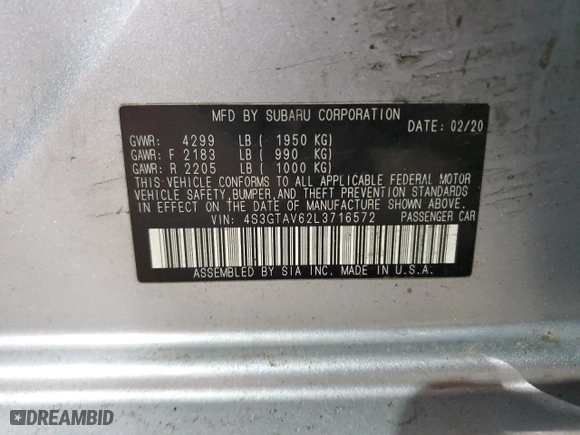 MFD BY SUBARU CORPORATION
DATE: 02/20
GVWR: 4299 LB ( 1950 KG)
GAWR: F 2183 LB ( 990 KG)
GAWR: R 2205 LB ( 1000 KG)
THIS VEHICLE CONFORMS TO ALL APPLICABLE FEDERAL MOTOR
VEHICLE SAFETY,BUMPER,AND THEFT PREVENTION STANDARDS
IN EFFECT ON THE DATE OF MANUFACTURE SHOWN ABOVE.
VIN: 4S3GTAV62L3716572 PASSENGER CAR
ASSEMBLED BY SIA INC. MADE IN U.S.A.
DREAMBID